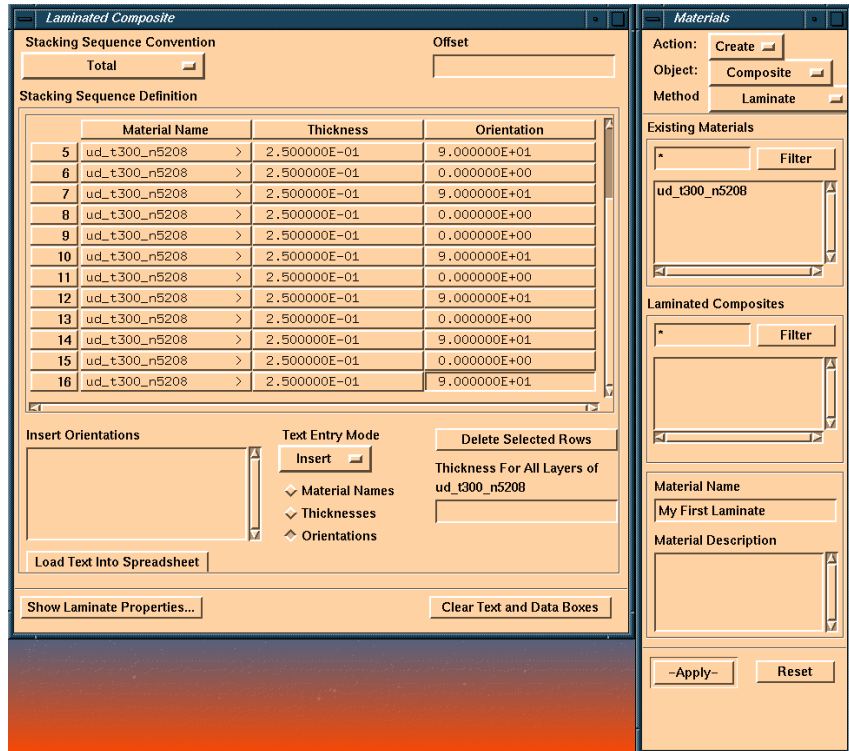 Laminated Composite
Stacking Sequence Convention
Total
Offset
Stacking Sequence Definition
Material Name Thickness Orientation
5 ud_t300_n5208 > 2.500000E-01 9.000000E+01
6 ud_t300_n5208 > 2.500000E-01 0.000000E+00
7 ud_t300_n5208 > 2.500000E-01 9.000000E+01
8 ud_t300_n5208 > 2.500000E-01 0.000000E+00
9 ud_t300_n5208 > 2.500000E-01 0.000000E+00
10 ud_t300_n5208 > 2.500000E-01 9.000000E+01
11 ud_t300_n5208 > 2.500000E-01 0.000000E+00
12 ud_t300_n5208 > 2.500000E-01 9.000000E+01
13 ud_t300_n5208 > 2.500000E-01 0.000000E+00
14 ud_t300_n5208 > 2.500000E-01 9.000000E+01
15 ud_t300_n5208 > 2.500000E-01 0.000000E+00
16 ud_t300_n5208 > 2.500000E-01 9.000000E+01
Insert Orientations
Load Text Into Spreadsheet
Text Entry Mode
Insert
Material Names
Thicknesses
Orientations
Delete Selected Rows
Thickness For All Layers of
ud_t300_n5208
Show Laminate Properties...
Clear Text and Data Boxes
Materials
Action: Create
Object: Composite
Method Laminate
Existing Materials
* Filter
ud_t300_n5208
Laminated Composites
* Filter
Material Name
My First Laminate
Material Description
-Apply- Reset